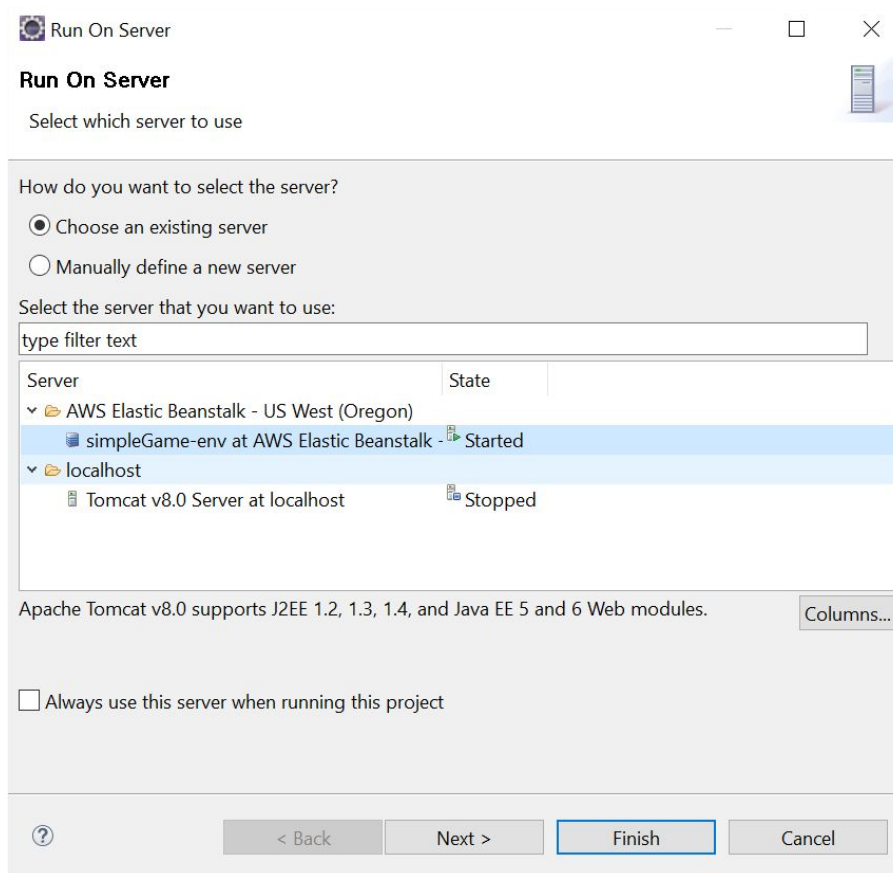 Run On Server
Run On Server
Select which server to use
How do you want to select the server?
Choose an existing server
Manually define a new server
Select the server that you want to use:
type filter text
Server State
AWS Elastic Beanstalk - US West (Oregon)
simpleGame-env at AWS Elastic Beanstalk - Started
localhost
Tomcat v8.0 Server at localhost Stopped
Apache Tomcat v8.0 supports J2EE 1.2, 1.3, 1.4, and Java EE 5 and 6 Web modules.
Columns...
Always use this server when running this project
? < Back Next > Finish Cancel